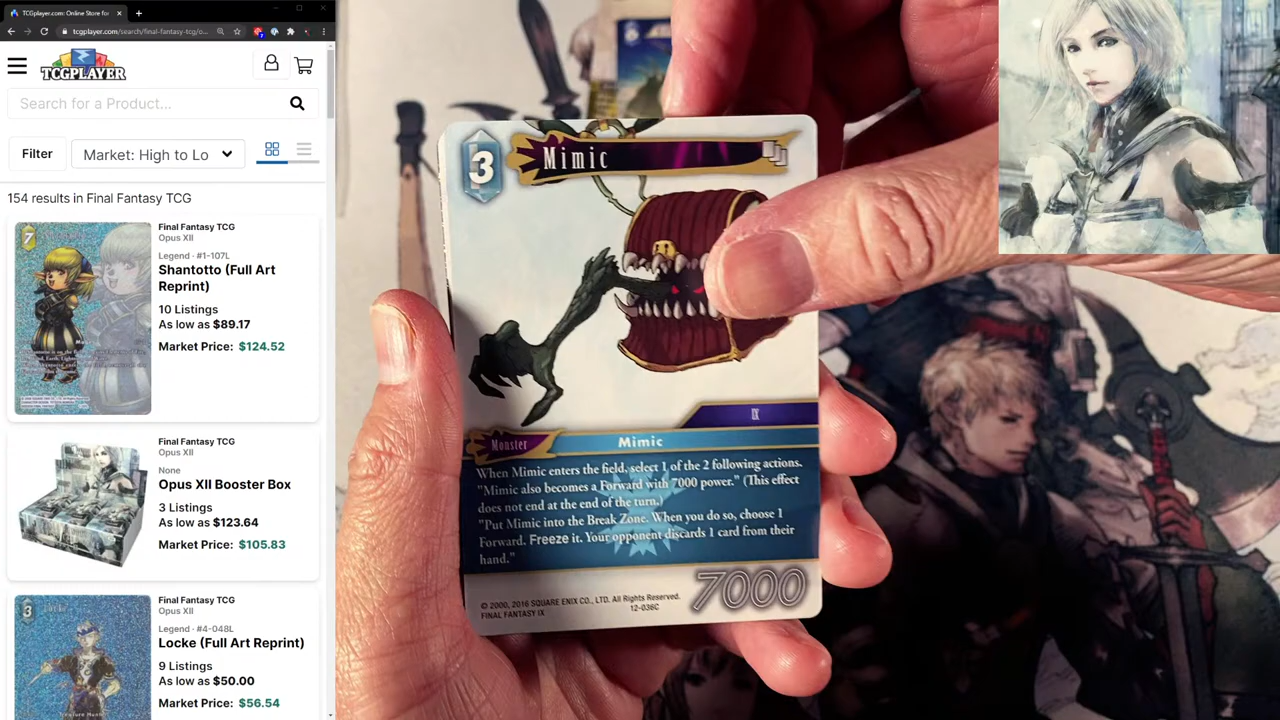 TCGplayer.com: Online Store for
tcgplayer.com/search/final-fantasy-tcg/o...
TCGPLAYER
Search for a Product...
Filter
Market: High to Lo
154 results in Final Fantasy TCG
7
Final Fantasy TCG
Opus XII
Legend · #1-107L
Shantotto (Full Art
Reprint)
10 Listings
As low as $89.17
Market Price: $124.52
Final Fantasy TCG
Opus XII
None
Opus XII Booster Box
3 Listings
As low as $123.64
Market Price: $105.83
3
Final Fantasy TCG
Opus XII
Legend · #4-048L
Locke (Full Art Reprint)
9 Listings
As low as $50.00
Market Price: $56.54
3
Mimic
IX
Monster
Mimic
When Mimic enters the field, select 1 of the 2 following actions.
"Mimic also becomes a Forward with 7000 power." (This effect
does not end at the end of the turn.)
"Put Mimic into the Break Zone. When you do so, choose 1
Forward. Freeze it. Your opponent discards 1 card from their
hand."
© 2000, 2016 SQUARE ENIX CO., LTD. All Rights Reserved.
FINAL FANTASY IX
12-036C
7000